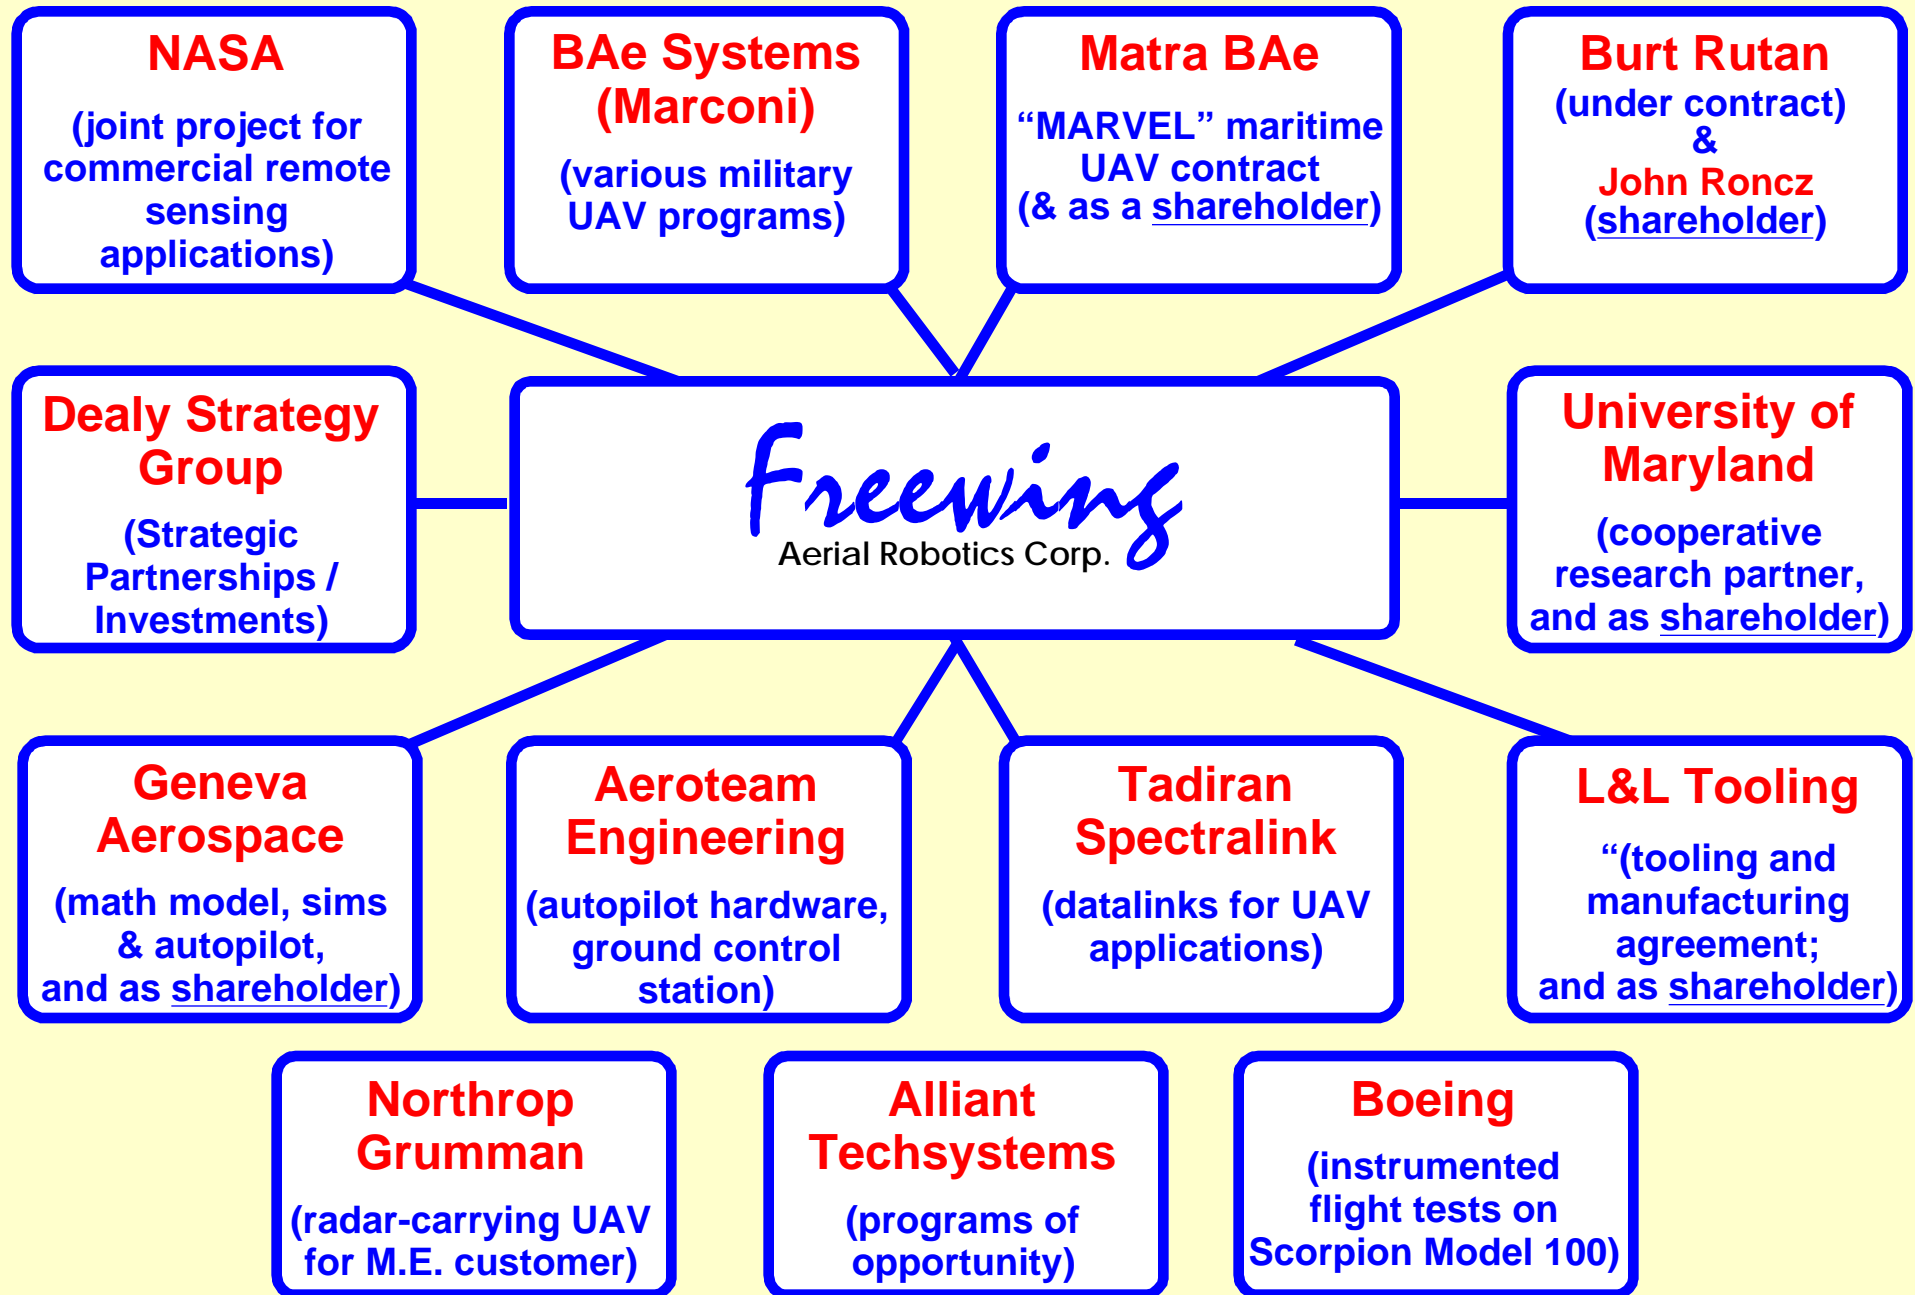 NASA
(joint project for
commercial remote
sensing
applications)
BAe Systems
(Marconi)
(various military
UAV programs)
Matra BAe
“MARVEL” maritime
UAV contract
(& as a shareholder)
Burt Rutan
(under contract)
&
John Roncz
(shareholder)
Dealy Strategy
Group
(Strategic
Partnerships /
Investments)
Freewing
Aerial Robotics Corp.
University of
Maryland
(cooperative
research partner,
and as shareholder)
Geneva
Aerospace
(math model, sims
& autopilot,
and as shareholder)
Aeroteam
Engineering
(autopilot hardware,
ground control
station)
Tadiran
Spectralink
(datalinks for UAV
applications)
L&L Tooling
“(tooling and
manufacturing
agreement;
and as shareholder)
Northrop
Grumman
(radar-carrying UAV
for M.E. customer)
Alliant
Techsystems
(programs of
opportunity)
Boeing
(instrumented
flight tests on
Scorpion Model 100)